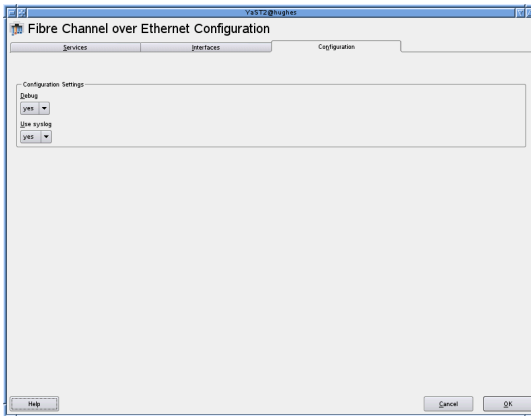 YaST2@hughes
Fibre Channel over Ethernet Configuration
Services Interfaces Configuration
Configuration Settings
Debug
yes
Use syslog
yes
Help Cancel OK